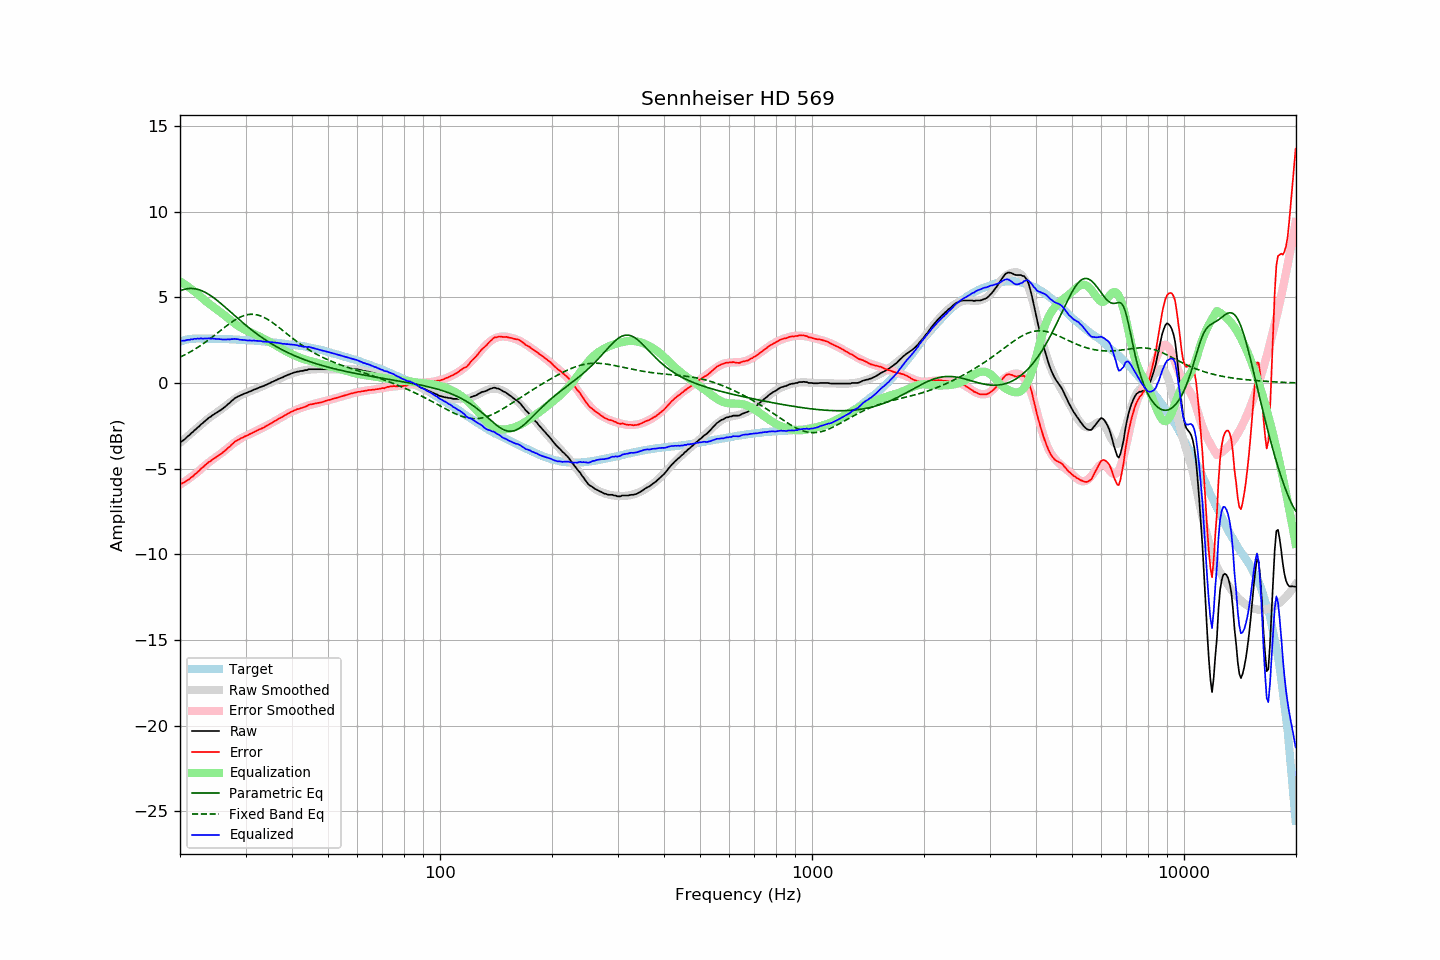 Sennheiser HD 569
15
10
5
0
−5
−10
−15
−20
−25
Amplitude (dBr)
Target
Raw Smoothed
Error Smoothed
Raw
Error
Equalization
Parametric Eq
Fixed Band Eq
Equalized
100
1000
10000
Frequency (Hz)